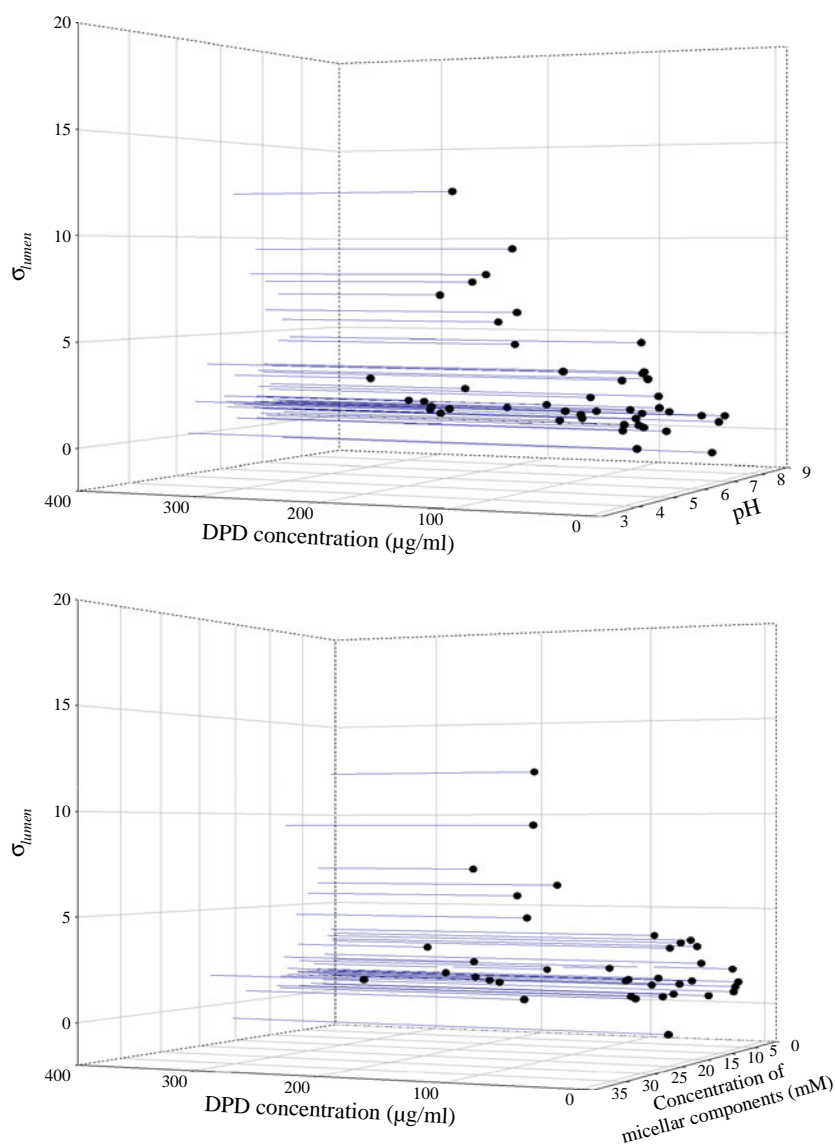 20
15
10
5
0
σlumen
400
300
200
100
0
DPD concentration (µg/ml)
3 4 5 6 7 8 9
pH
20
15
10
5
0
σlumen
400
300
200
100
0
DPD concentration (µg/ml)
35 30 25 20 15 10 5 0
Concentration of
micellar components (mM)